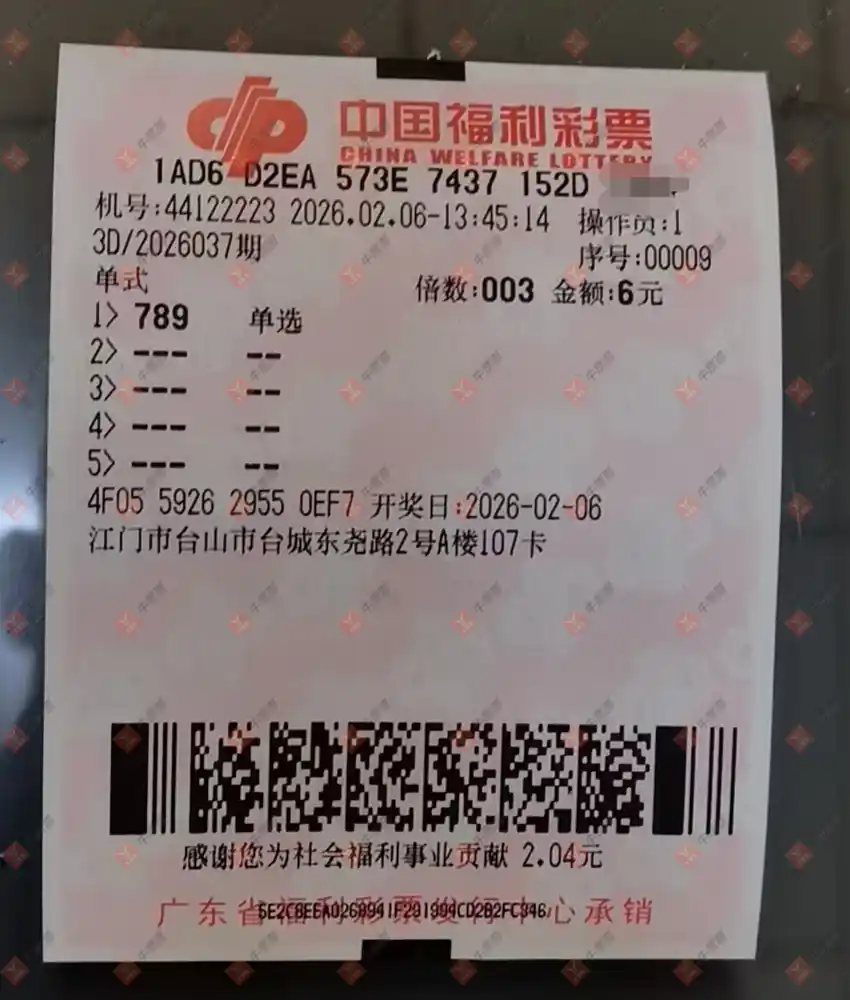 中国福利彩票
CHINA WELFARE LOTTERY
1AD6 D2EA 573E 7437 152D
机号:44122223 2026.02.06-13:45:14 操作员:1
3D/2026037期 序号:00009
单式 倍数:003 金额:6元
1> 789 单选
2> --- --
3> --- --
4> --- --
5> --- --
4F05 5926 2955 0EF7 开奖日:2026-02-06
江门市台山市台城东尧路2号A楼107卡
感谢您为社会福利事业贡献 2.04元
广东省福利彩票发行中心承销